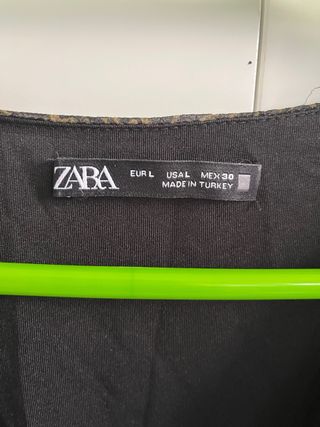 ZARA EUR L USA L MEX 30
MADE IN TURKEY